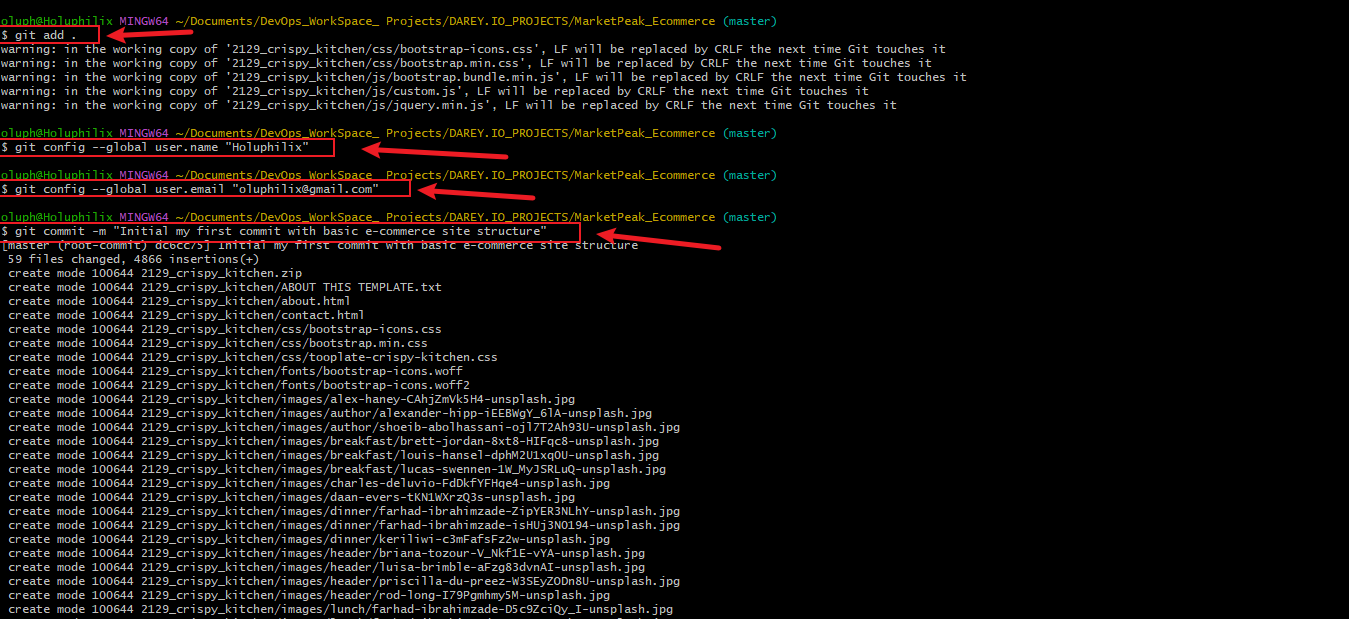 oluph@Holuphilix MINGW64 ~/Documents/DevOps_WorkSpace_ Projects/DAREY.IO_PROJECTS/MarketPeak_Ecommerce (master)
$ git add .
warning: in the working copy of '2129_crispy_kitchen/css/bootstrap-icons.css', LF will be replaced by CRLF the next time Git touches it
warning: in the working copy of '2129_crispy_kitchen/css/bootstrap.min.css', LF will be replaced by CRLF the next time Git touches it
warning: in the working copy of '2129_crispy_kitchen/js/bootstrap.bundle.min.js', LF will be replaced by CRLF the next time Git touches it
warning: in the working copy of '2129_crispy_kitchen/js/custom.js', LF will be replaced by CRLF the next time Git touches it
warning: in the working copy of '2129_crispy_kitchen/js/jquery.min.js', LF will be replaced by CRLF the next time Git touches it
oluph@Holuphilix MINGW64 ~/Documents/DevOps_WorkSpace_ Projects/DAREY.IO_PROJECTS/MarketPeak_Ecommerce (master)
$ git config --global user.name "Holuphilix"
oluph@Holuphilix MINGW64 ~/Documents/DevOps_WorkSpace_ Projects/DAREY.IO_PROJECTS/MarketPeak_Ecommerce (master)
$ git config --global user.email "oluphilix@gmail.com"
oluph@Holuphilix MINGW64 ~/Documents/DevOps_WorkSpace_ Projects/DAREY.IO_PROJECTS/MarketPeak_Ecommerce (master)
$ git commit -m "Initial my first commit with basic e-commerce site structure"
[master (root-commit) dc6cc75] Initial my first commit with basic e-commerce site structure
59 files changed, 4866 insertions(+)
create mode 100644 2129_crispy_kitchen.zip
create mode 100644 2129_crispy_kitchen/ABOUT THIS TEMPLATE.txt
create mode 100644 2129_crispy_kitchen/about.html
create mode 100644 2129_crispy_kitchen/contact.html
create mode 100644 2129_crispy_kitchen/css/bootstrap-icons.css
create mode 100644 2129_crispy_kitchen/css/bootstrap.min.css
create mode 100644 2129_crispy_kitchen/css/tooplate-crispy-kitchen.css
create mode 100644 2129_crispy_kitchen/fonts/bootstrap-icons.woff
create mode 100644 2129_crispy_kitchen/fonts/bootstrap-icons.woff2
create mode 100644 2129_crispy_kitchen/images/alex-haney-CAhjZmVk5H4-unsplash.jpg
create mode 100644 2129_crispy_kitchen/images/author/alexander-hipp-iEEBWgY_6lA-unsplash.jpg
create mode 100644 2129_crispy_kitchen/images/author/shoeib-abolhassani-ojl7T2Ah93U-unsplash.jpg
create mode 100644 2129_crispy_kitchen/images/breakfast/brett-jordan-8xt8-HIFqc8-unsplash.jpg
create mode 100644 2129_crispy_kitchen/images/breakfast/louis-hansel-dphM2U1xqOU-unsplash.jpg
create mode 100644 2129_crispy_kitchen/images/breakfast/lucas-swennen-1W_MyJSRLuQ-unsplash.jpg
create mode 100644 2129_crispy_kitchen/images/charles-deluvio-FdDkfYFHqe4-unsplash.jpg
create mode 100644 2129_crispy_kitchen/images/daan-evers-tKN1WXrzQ3s-unsplash.jpg
create mode 100644 2129_crispy_kitchen/images/dinner/farhad-ibrahimzade-ZipYER3NLhY-unsplash.jpg
create mode 100644 2129_crispy_kitchen/images/dinner/farhad-ibrahimzade-isHUj3N0194-unsplash.jpg
create mode 100644 2129_crispy_kitchen/images/dinner/keriliwi-c3mFafsFz2w-unsplash.jpg
create mode 100644 2129_crispy_kitchen/images/header/briana-tozour-V_Nkf1E-vYA-unsplash.jpg
create mode 100644 2129_crispy_kitchen/images/header/luisa-brimble-aFzg83dvnAI-unsplash.jpg
create mode 100644 2129_crispy_kitchen/images/header/priscilla-du-preez-W3SEyZODn8U-unsplash.jpg
create mode 100644 2129_crispy_kitchen/images/header/rod-long-I79Pgmhmy5M-unsplash.jpg
create mode 100644 2129_crispy_kitchen/images/lunch/farhad-ibrahimzade-D5c9ZciQy_I-unsplash.jpg